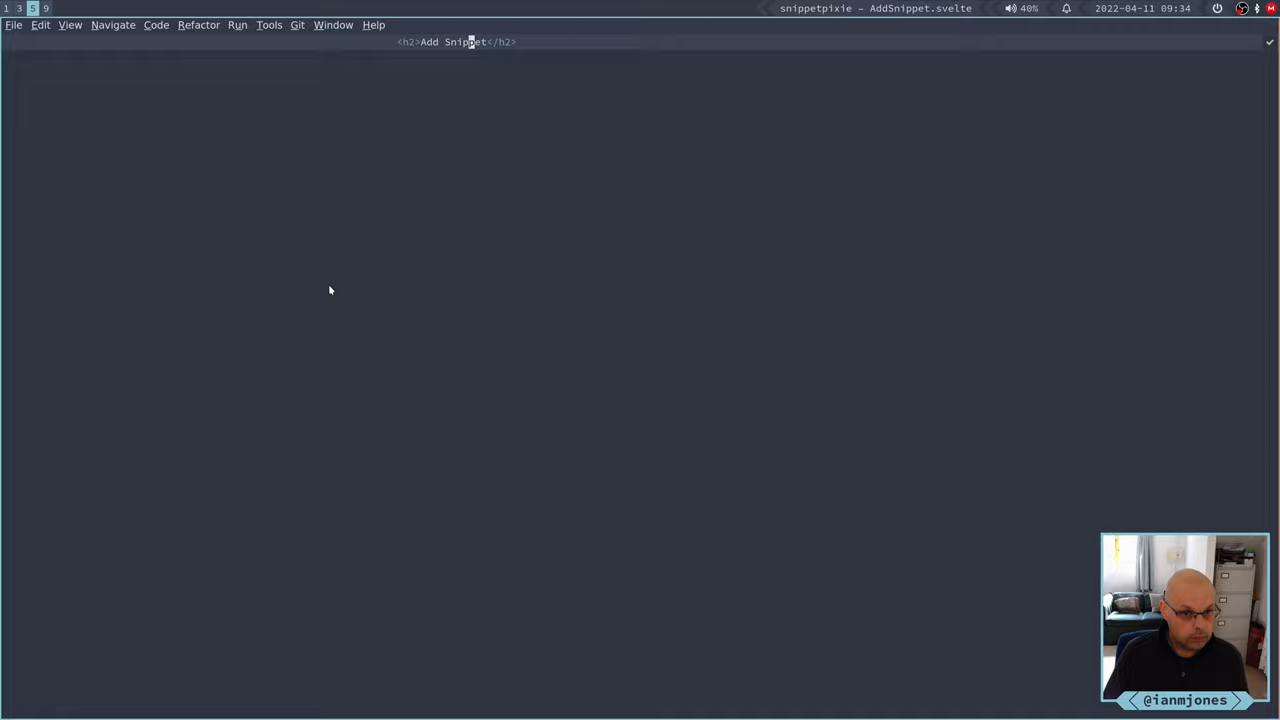 1 3 5 9 snippetpixie – AddSnippet.svelte 40% 2022-04-11 09:34 M
File Edit View Navigate Code Refactor Run Tools Git Window Help
<h2>Add Snippet</h2>
@ianmjones